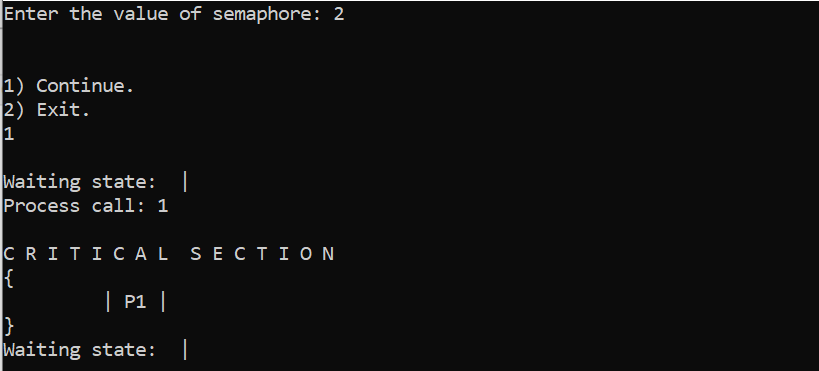 Enter the value of semaphore: 2
1) Continue.
2) Exit.
1
Waiting state:  |
Process call: 1
C R I T I C A L  S E C T I O N
{
| P1 |
}
Waiting state:  |